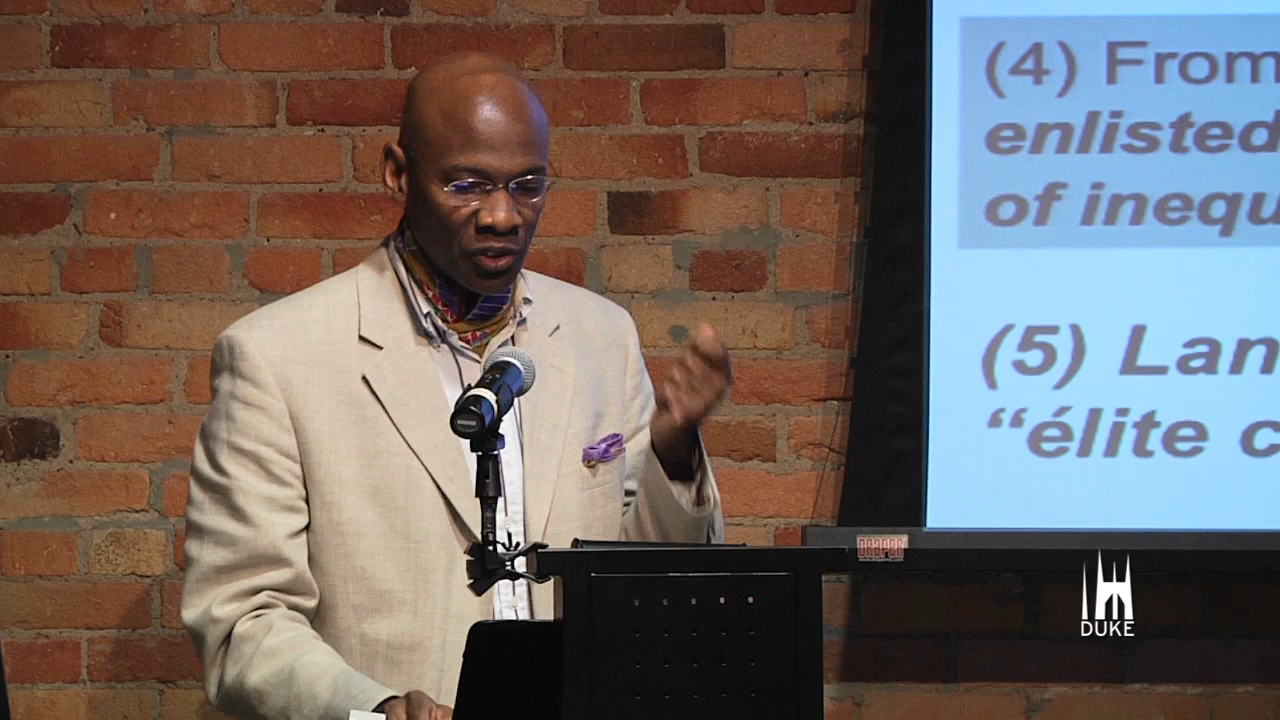 (4) From
enlisted
of inequ
(5) Lan
“élite c
DRAPER
DUKE